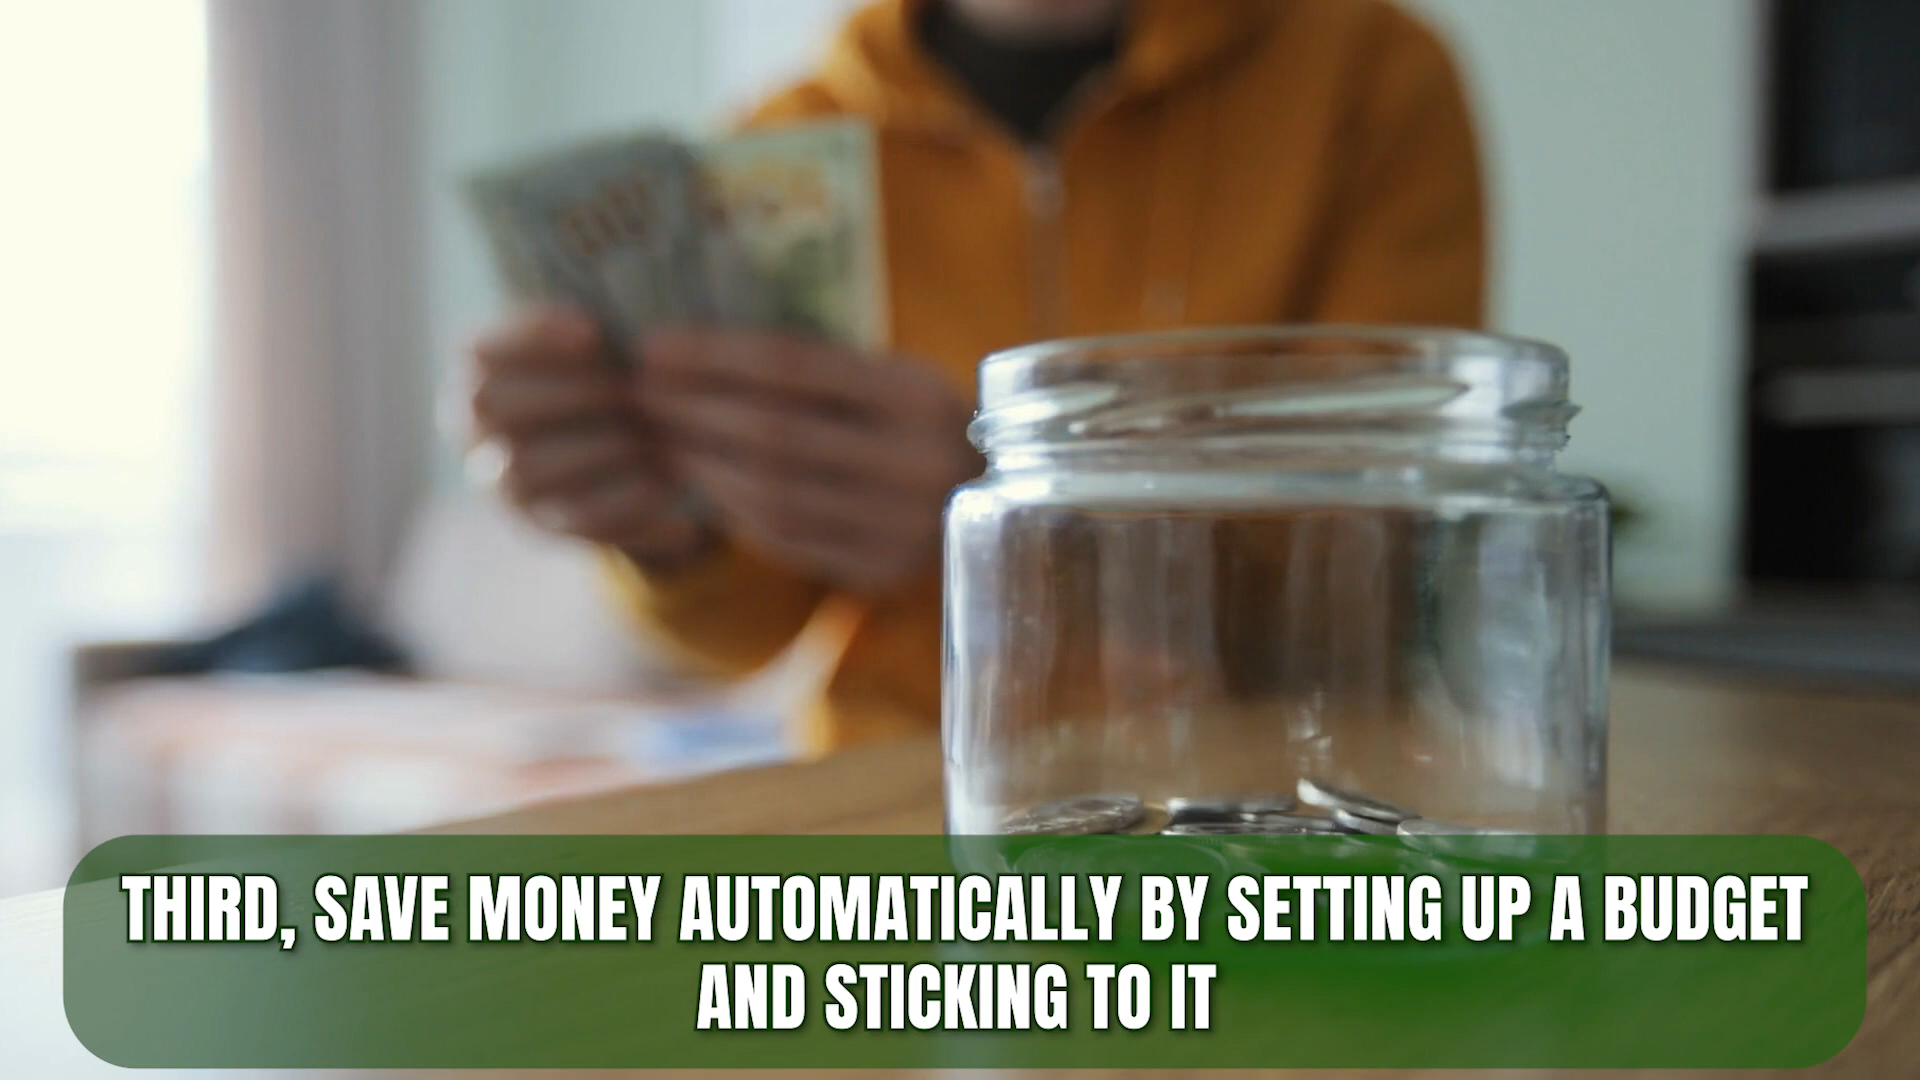 THIRD, SAVE MONEY AUTOMATICALLY BY SETTING UP A BUDGET
AND STICKING TO IT